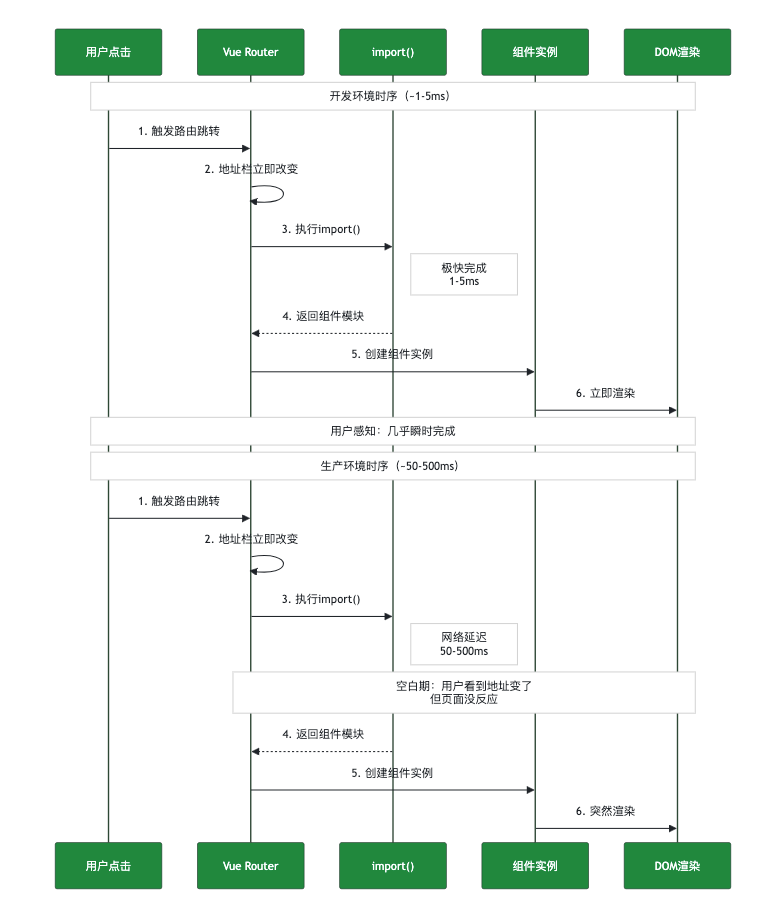 用户点击
Vue Router
import()
组件实例
DOM渲染
开发环境时序（~1-5ms）
1. 触发路由跳转
2. 地址栏立即改变
3. 执行import()
极快完成
1-5ms
4. 返回组件模块
5. 创建组件实例
6. 立即渲染
用户感知：几乎瞬时完成
生产环境时序（~50-500ms）
1. 触发路由跳转
2. 地址栏立即改变
3. 执行import()
网络延迟
50-500ms
空白期：用户看到地址变了
但页面没反应
4. 返回组件模块
5. 创建组件实例
6. 突然渲染
用户点击
Vue Router
import()
组件实例
DOM渲染